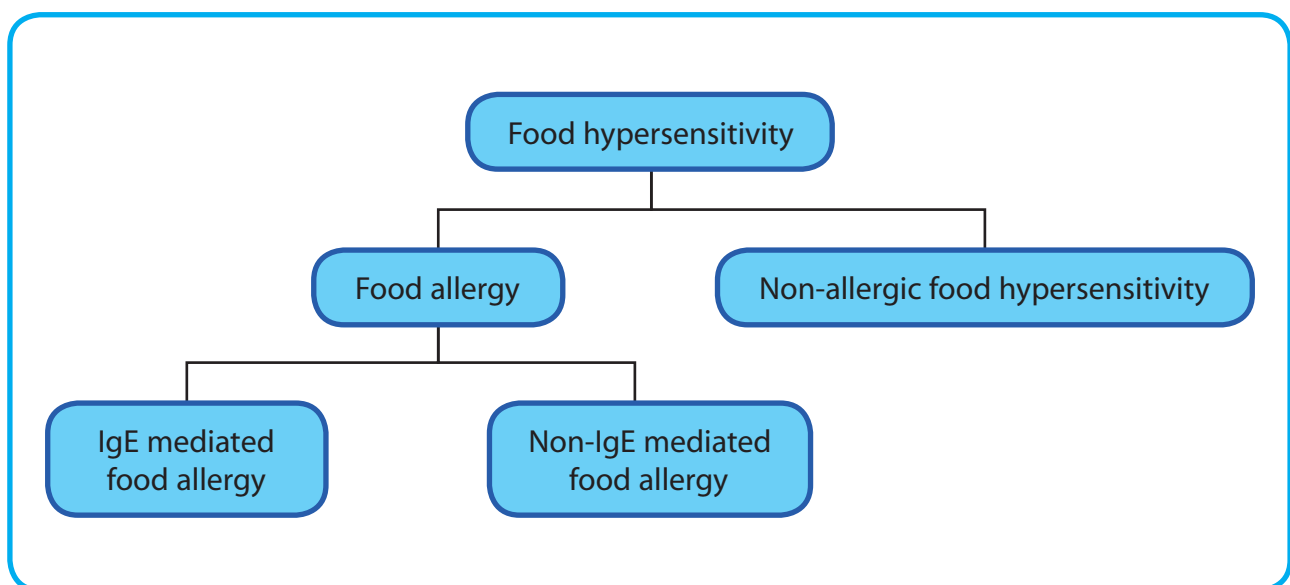 Food hypersensitivity
Food allergy
Non-allergic food hypersensitivity
IgE mediated
food allergy
Non-IgE mediated
food allergy